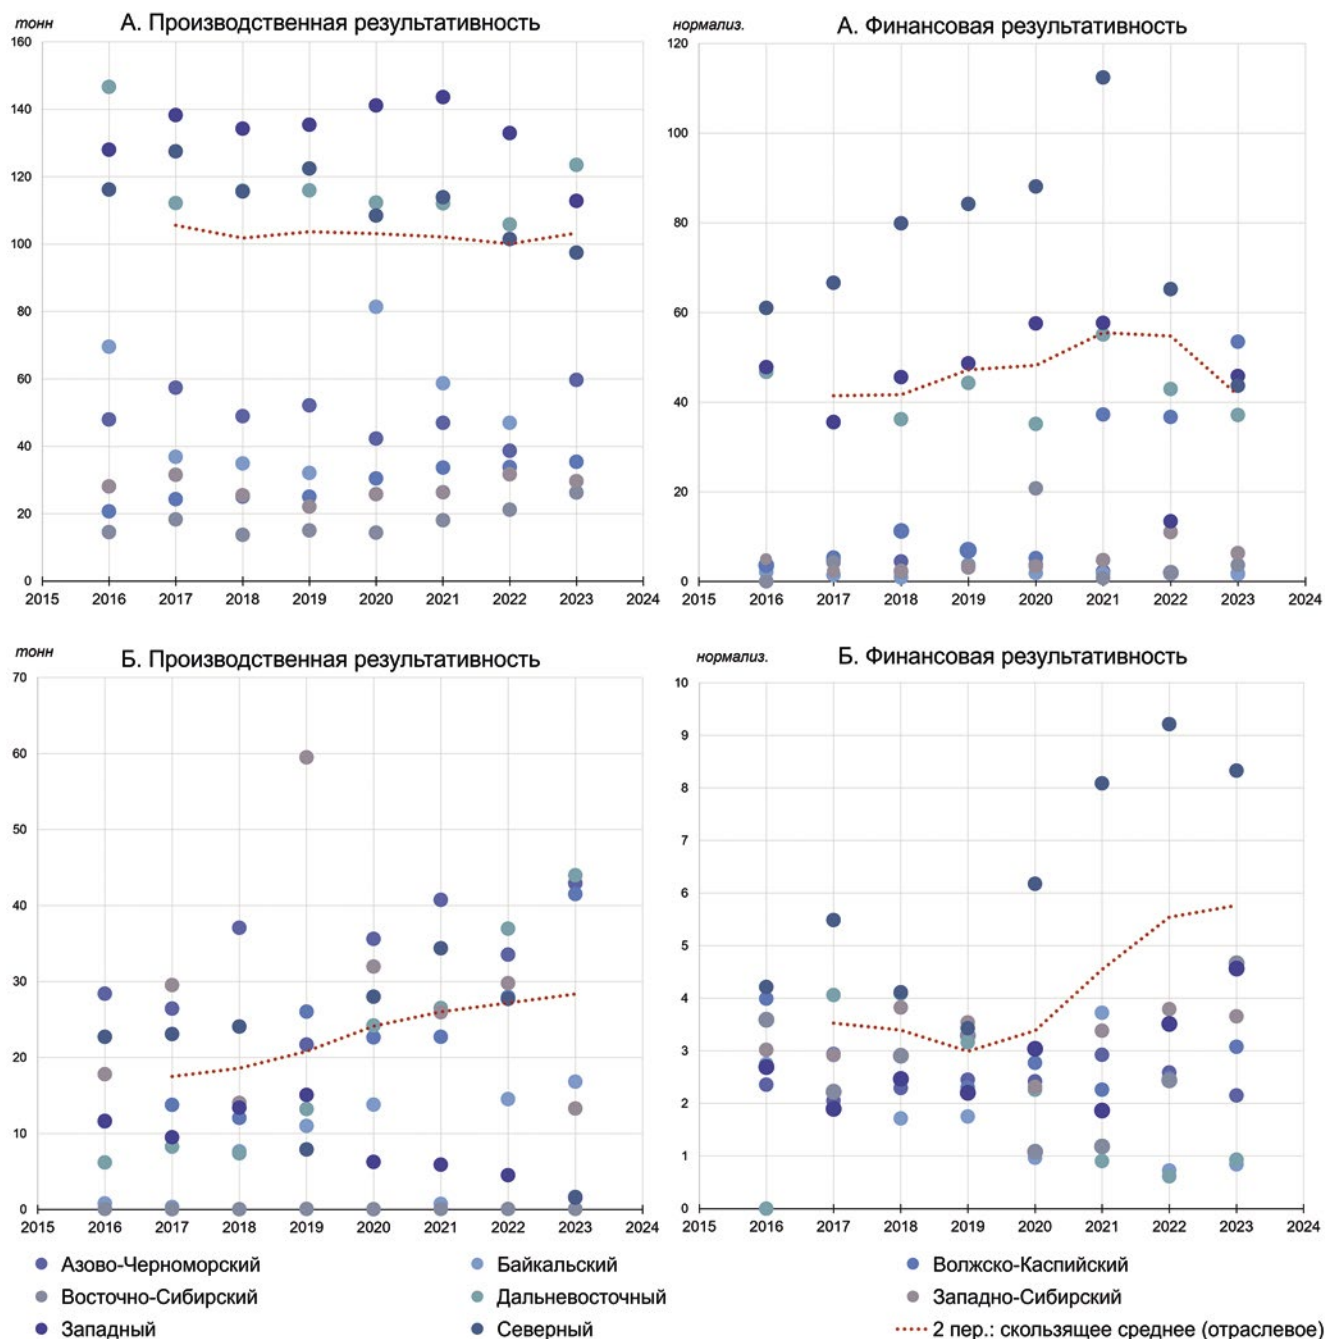 тонн
А. Производственная результативность
160
140
120
100
80
60
40
20
0
2015 2016 2017 2018 2019 2020 2021 2022 2023 2024
нормализ.
А. Финансовая результативность
120
100
80
60
40
20
0
2015 2016 2017 2018 2019 2020 2021 2022 2023 2024
тонн
Б. Производственная результативность
70
60
50
40
30
20
10
0
2015 2016 2017 2018 2019 2020 2021 2022 2023 2024
нормализ.
Б. Финансовая результативность
10
9
8
7
6
5
4
3
2
1
0
2015 2016 2017 2018 2019 2020 2021 2022 2023 2024
Азово-Черноморский
Байкальский
Волжско-Каспийский
Восточно-Сибирский
Дальневосточный
Западно-Сибирский
Западный
Северный
2 пер.: скользящее среднее (отраслевое)